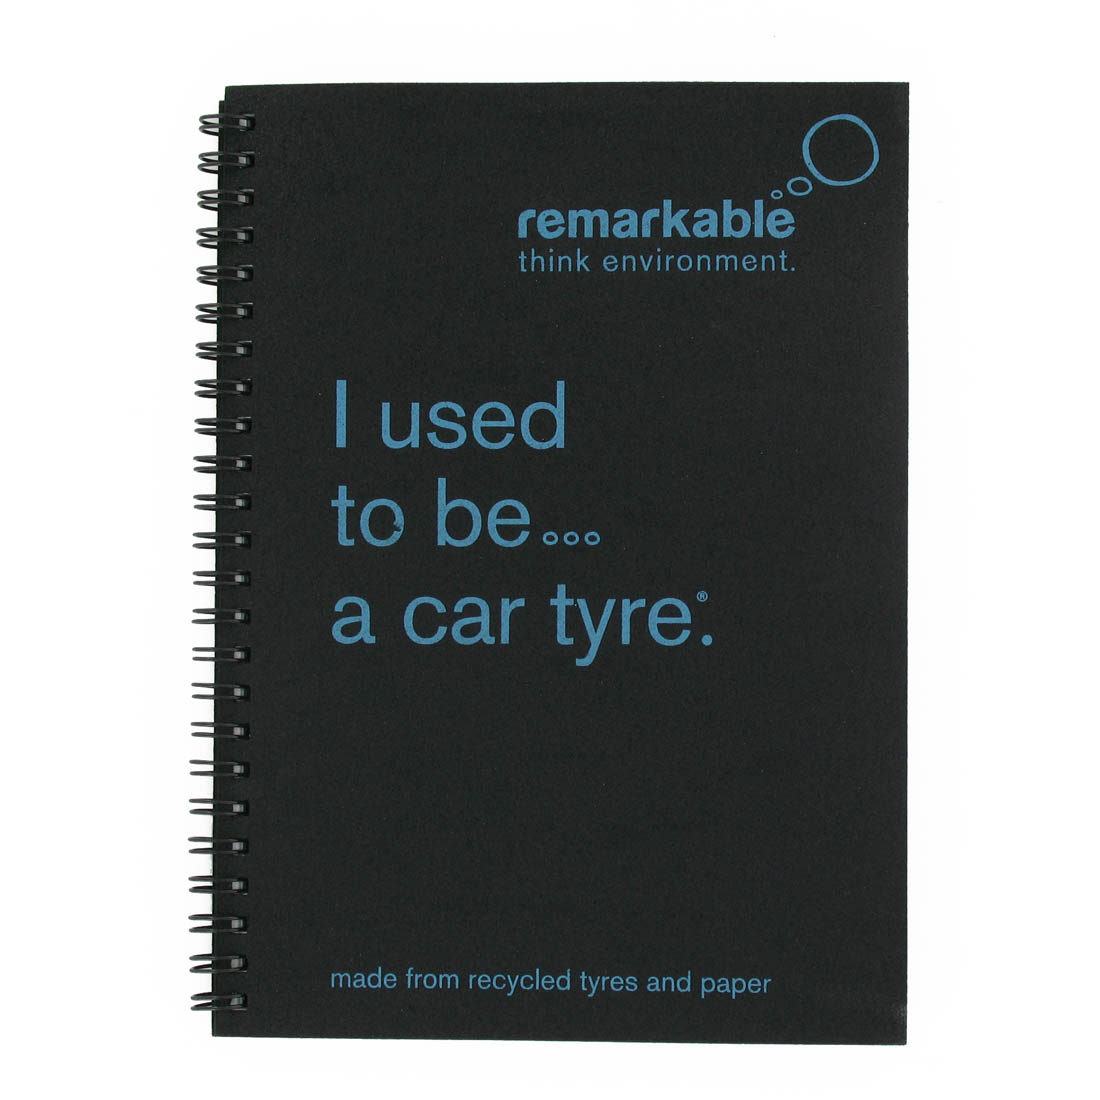 remarkable
think environment.
I used
to be...
a car tyre®.
made from recycled tyres and paper